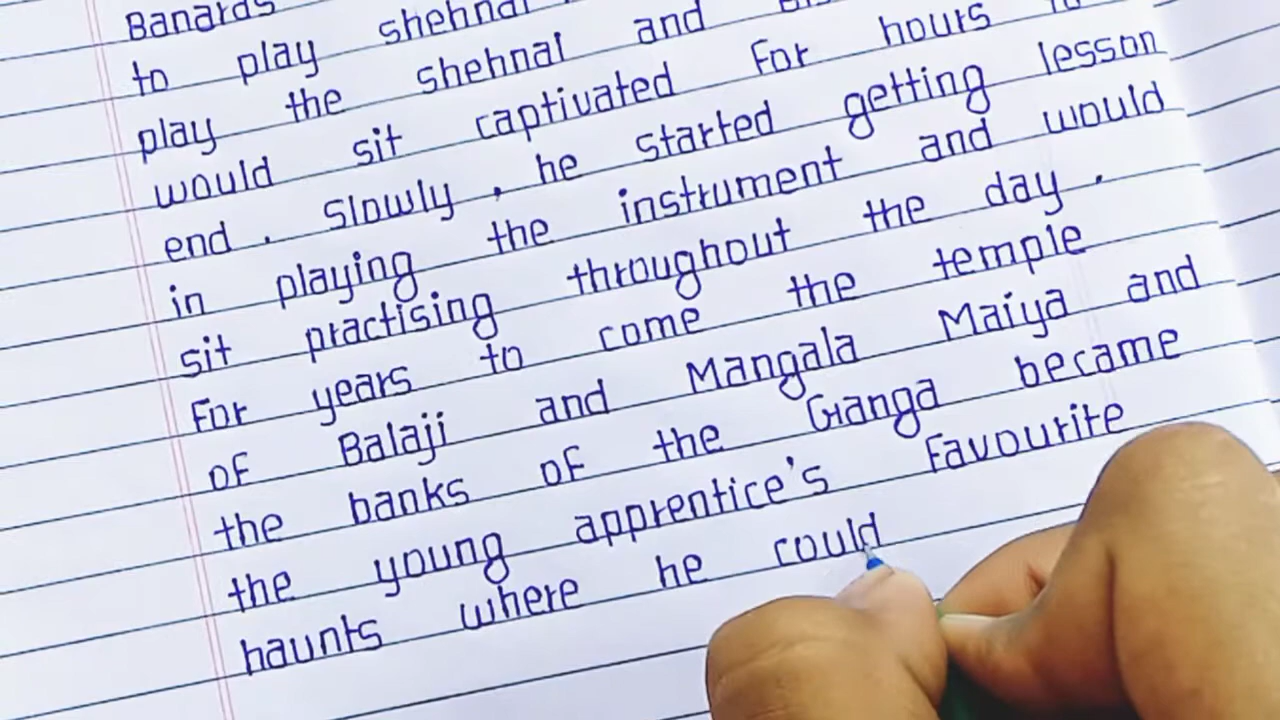 Banaras
to play shehnai
play the shehnai and
would sit captivated For hours
end . Slowly , he started getting lesson
in playing the instrument and would
sit practising throughout the day .
For years to come the temple
of Balaji and Mangala Maiya and
the banks of the Ganga became
the young apprentice's Favourite
haunts where he could